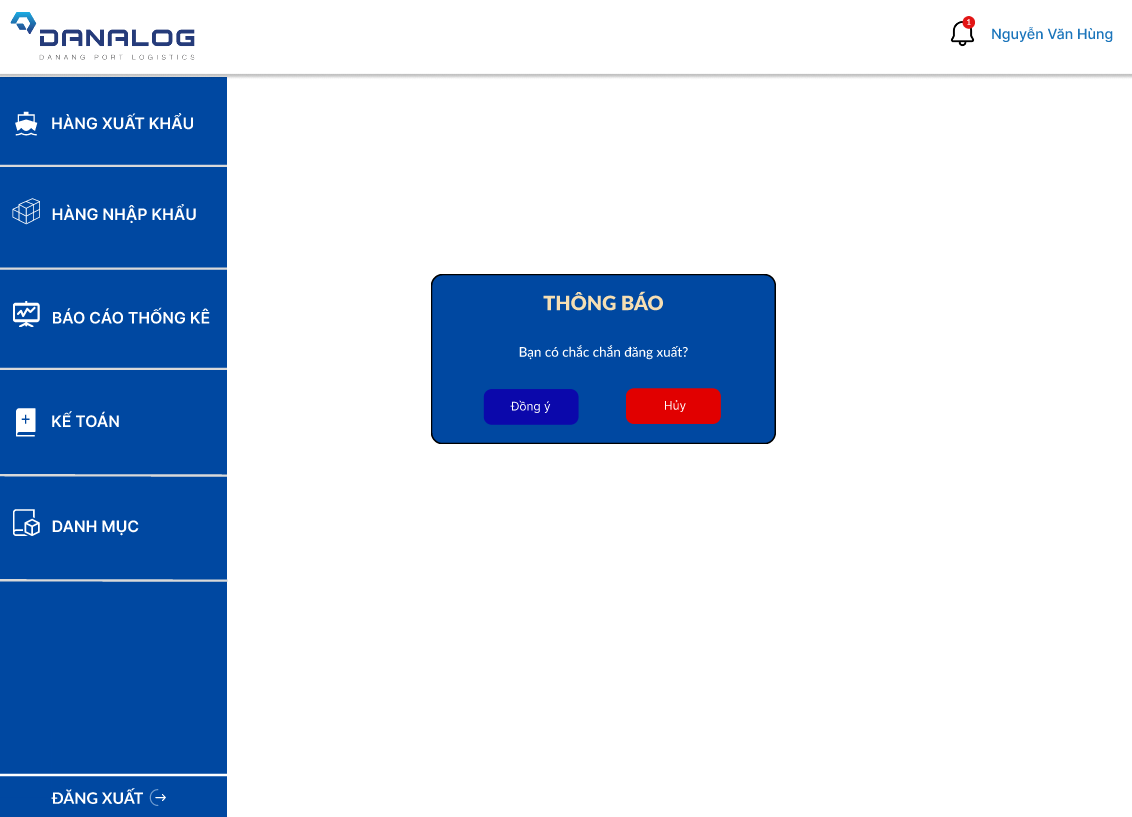 DANALOG
DANANG PORT LOGISTICS
1
Nguyễn Văn Hùng
HÀNG XUẤT KHẨU
HÀNG NHẬP KHẨU
BÁO CÁO THỐNG KÊ
KẾ TOÁN
DANH MỤC
ĐĂNG XUẤT
THÔNG BÁO
Bạn có chắc chắn đăng xuất?
Đồng ý
Hủy